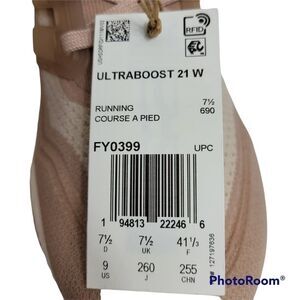 RFID
ULTRABOOST 21 W
RUNNING 7½
COURSE A PIED 690
FY0399 UPC
1 94813 22246 6
7½ 7½ 41⅓
D UK F
9 260 255
US J CHN
# 127197636
PhotoRoom®